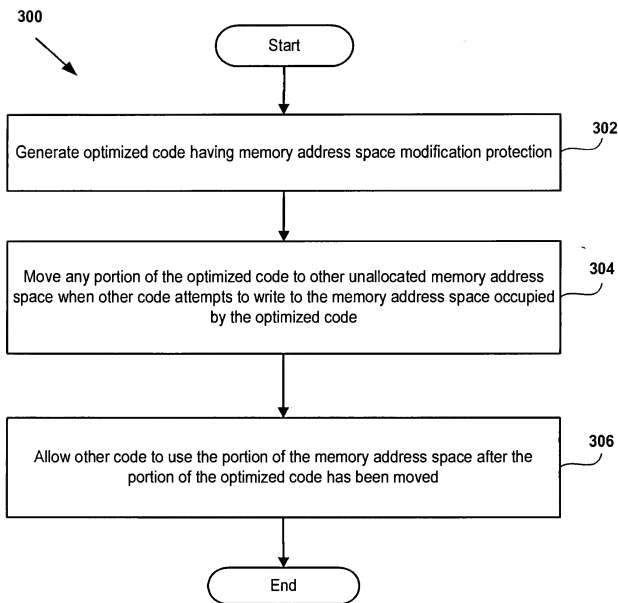 300
Start
302
Generate optimized code having memory address space modification protection
304
Move any portion of the optimized code to other unallocated memory address
space when other code attempts to write to the memory address space occupied
by the optimized code
306
Allow other code to use the portion of the memory address space after the
portion of the optimized code has been moved
End